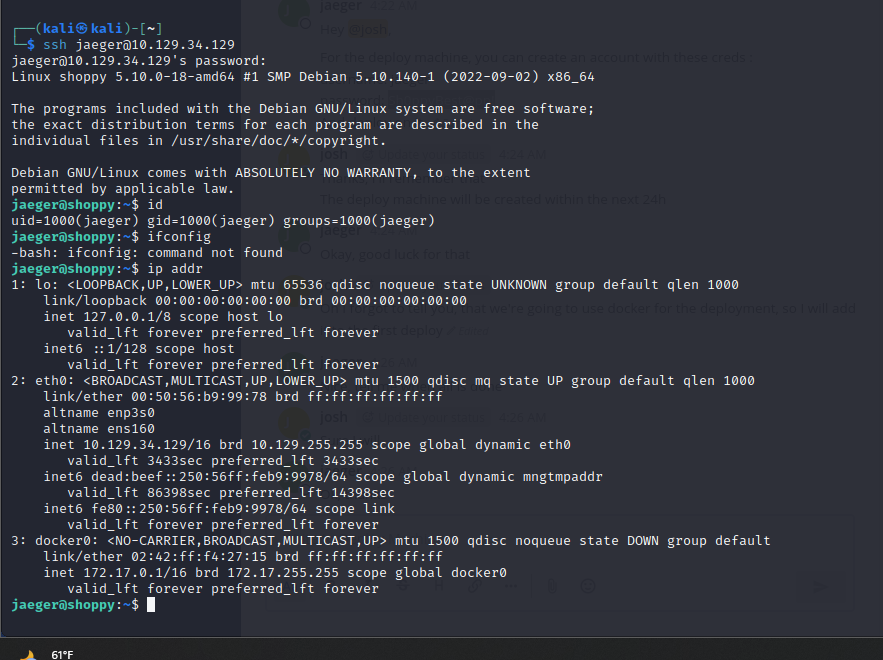 ┌──(kali㉿kali)-[~]
└─$ ssh jaeger@10.129.34.129
jaeger@10.129.34.129's password:
Linux shoppy 5.10.0-18-amd64 #1 SMP Debian 5.10.140-1 (2022-09-02) x86_64

The programs included with the Debian GNU/Linux system are free software;
the exact distribution terms for each program are described in the
individual files in /usr/share/doc/*/copyright.

Debian GNU/Linux comes with ABSOLUTELY NO WARRANTY, to the extent
permitted by applicable law.
jaeger@shoppy:~$ id
uid=1000(jaeger) gid=1000(jaeger) groups=1000(jaeger)
jaeger@shoppy:~$ ifconfig
-bash: ifconfig: command not found
jaeger@shoppy:~$ ip addr
1: lo: <LOOPBACK,UP,LOWER_UP> mtu 65536 qdisc noqueue state UNKNOWN group default qlen 1000
    link/loopback 00:00:00:00:00:00 brd 00:00:00:00:00:00
    inet 127.0.0.1/8 scope host lo
       valid_lft forever preferred_lft forever
    inet6 ::1/128 scope host
       valid_lft forever preferred_lft forever
2: eth0: <BROADCAST,MULTICAST,UP,LOWER_UP> mtu 1500 qdisc mq state UP group default qlen 1000
    link/ether 00:50:56:b9:99:78 brd ff:ff:ff:ff:ff:ff
    altname enp3s0
    altname ens160
    inet 10.129.34.129/16 brd 10.129.255.255 scope global dynamic eth0
       valid_lft 3433sec preferred_lft 3433sec
    inet6 dead:beef::250:56ff:feb9:9978/64 scope global dynamic mngtmpaddr
       valid_lft 86398sec preferred_lft 14398sec
    inet6 fe80::250:56ff:feb9:9978/64 scope link
       valid_lft forever preferred_lft forever
3: docker0: <NO-CARRIER,BROADCAST,MULTICAST,UP> mtu 1500 qdisc noqueue state DOWN group default
    link/ether 02:42:ff:f4:27:15 brd ff:ff:ff:ff:ff:ff
    inet 172.17.0.1/16 brd 172.17.255.255 scope global docker0
       valid_lft forever preferred_lft forever
jaeger@shoppy:~$
jaeger 4:22 AM
Hey @josh
For the deploy machine, you can create an account with these creds
josh
The deploy machine will be created within the next 24h
jaeger
Okay, good luck for that
that we're going to use docker for the deployment, so I will add
deploy
josh
61°F